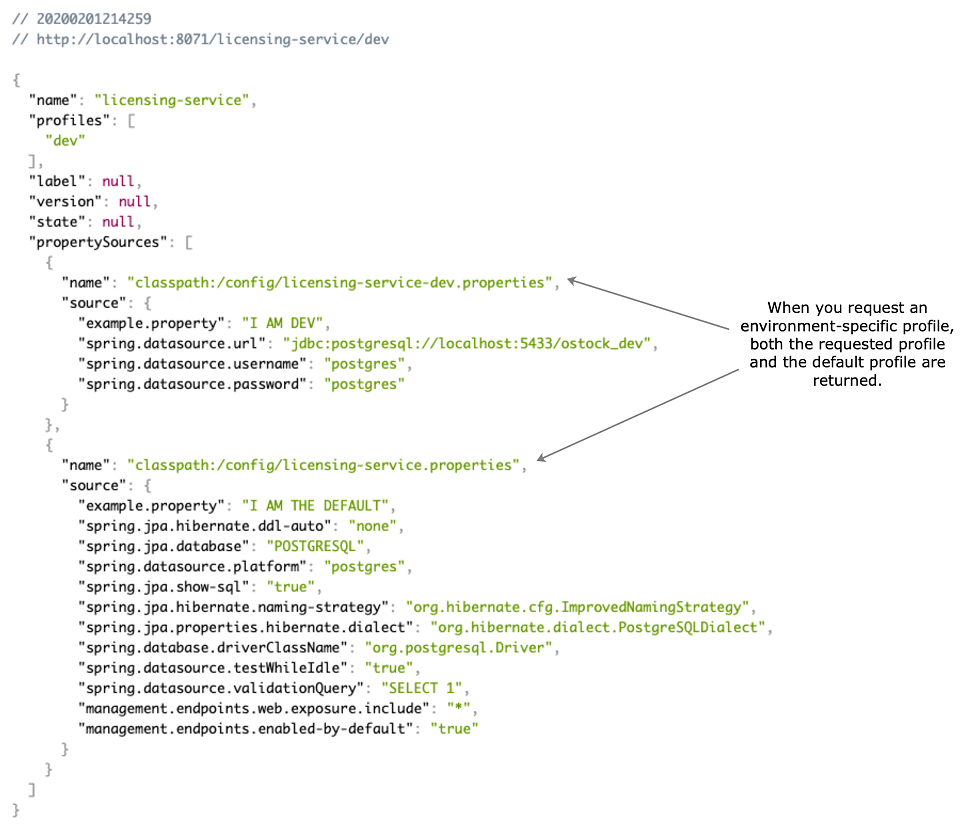 // 20200201214259
// http://localhost:8071/licensing-service/dev
{
"name": "licensing-service",
"profiles": [
"dev"
],
"label": null,
"version": null,
"state": null,
"propertySources": [
{
"name": "classpath:/config/licensing-service-dev.properties",
"source": {
"example.property": "I AM DEV",
"spring.datasource.url": "jdbc:postgresql://localhost:5433/ostock_dev",
"spring.datasource.username": "postgres",
"spring.datasource.password": "postgres"
}
},
{
"name": "classpath:/config/licensing-service.properties",
"source": {
"example.property": "I AM THE DEFAULT",
"spring.jpa.hibernate.ddl-auto": "none",
"spring.jpa.database": "POSTGRESQL",
"spring.datasource.platform": "postgres",
"spring.jpa.show-sql": "true",
"spring.jpa.hibernate.naming-strategy": "org.hibernate.cfg.ImprovedNamingStrategy",
"spring.jpa.properties.hibernate.dialect": "org.hibernate.dialect.PostgreSQLDialect",
"spring.database.driverClassName": "org.postgresql.Driver",
"spring.datasource.testWhileIdle": "true",
"spring.datasource.validationQuery": "SELECT 1",
"management.endpoints.web.exposure.include": "*",
"management.endpoints.enabled-by-default": "true"
}
}
]
}
When you request an
environment-specific profile,
both the requested profile
and the default profile are
returned.